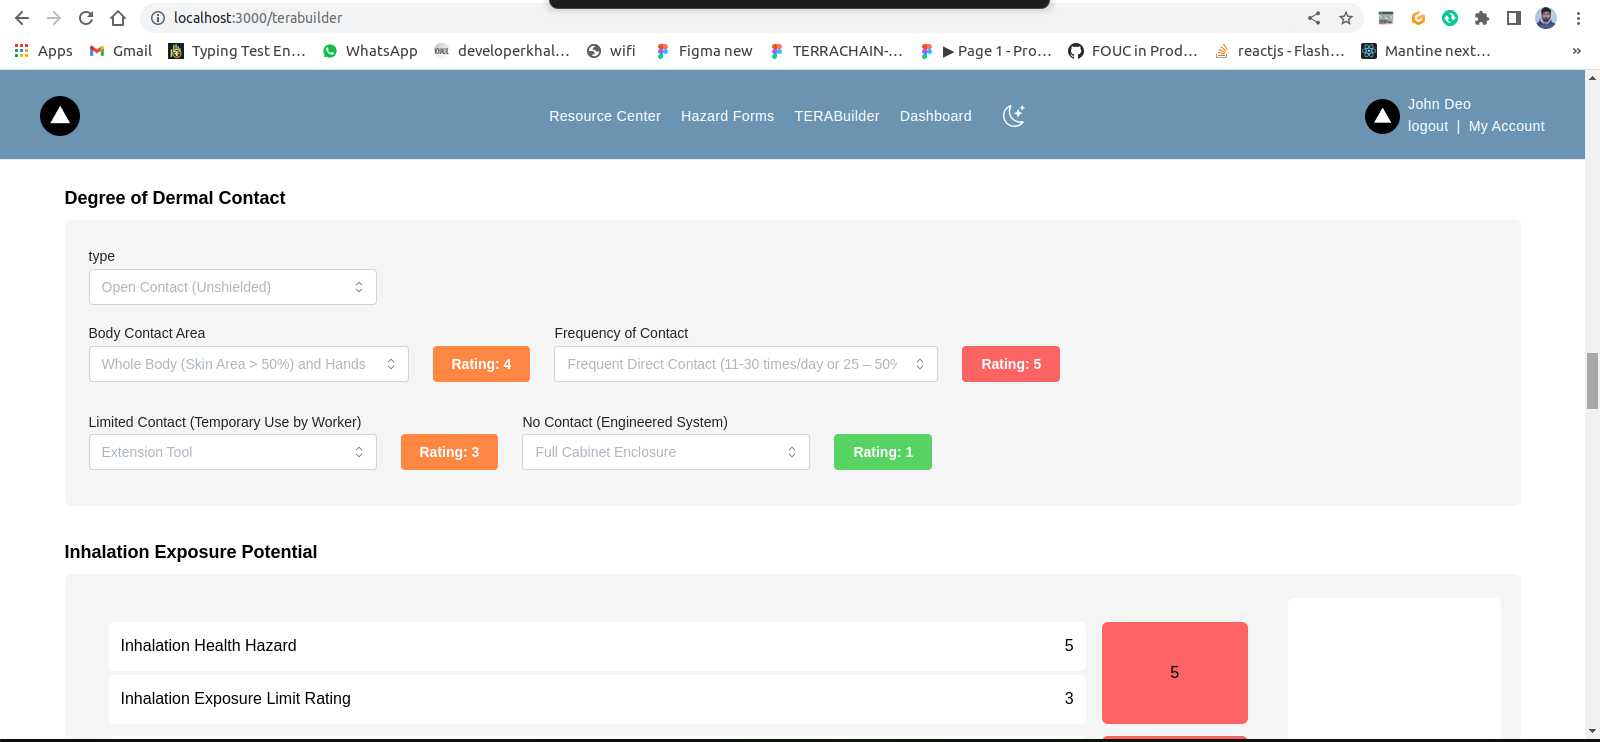 localhost:3000/terabuilder
Apps Gmail Typing Test En... WhatsApp developerkhal... wifi Figma new TERRACHAIN-... ▶ Page 1 - Pro... FOUC in Prod... reactjs - Flash... Mantine next... »
Resource Center Hazard Forms TERABuilder Dashboard
John Deo
logout | My Account
Degree of Dermal Contact
type
Open Contact (Unshielded)
Body Contact Area Frequency of Contact
Whole Body (Skin Area > 50%) and Hands Rating: 4 Frequent Direct Contact (11-30 times/day or 25 – 50% Rating: 5
Limited Contact (Temporary Use by Worker) No Contact (Engineered System)
Extension Tool Rating: 3 Full Cabinet Enclosure Rating: 1
Inhalation Exposure Potential
Inhalation Health Hazard 5
5
Inhalation Exposure Limit Rating 3